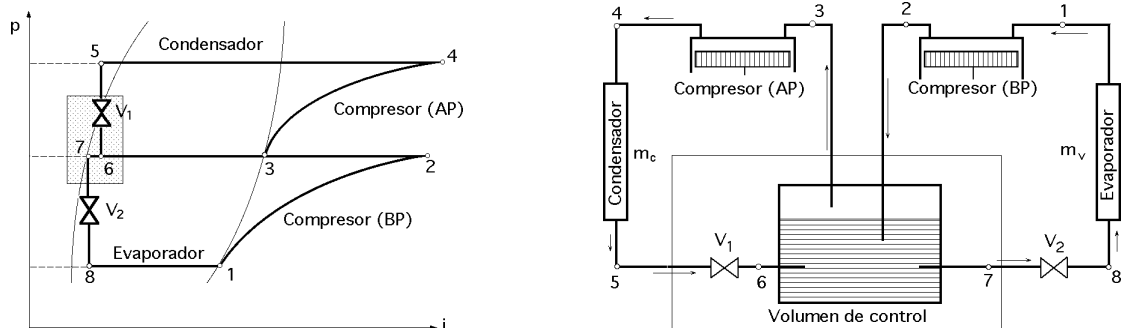 p
5
Condensador
4
V1
Compresor (AP)
7
6
3
2
V2
Compresor (BP)
Evaporador
8
1
i
4
3
2
1
Compresor (AP)
Compresor (BP)
Condensador
mc
mv
Evaporador
V1
V2
5
6
7
8
Volumen de control